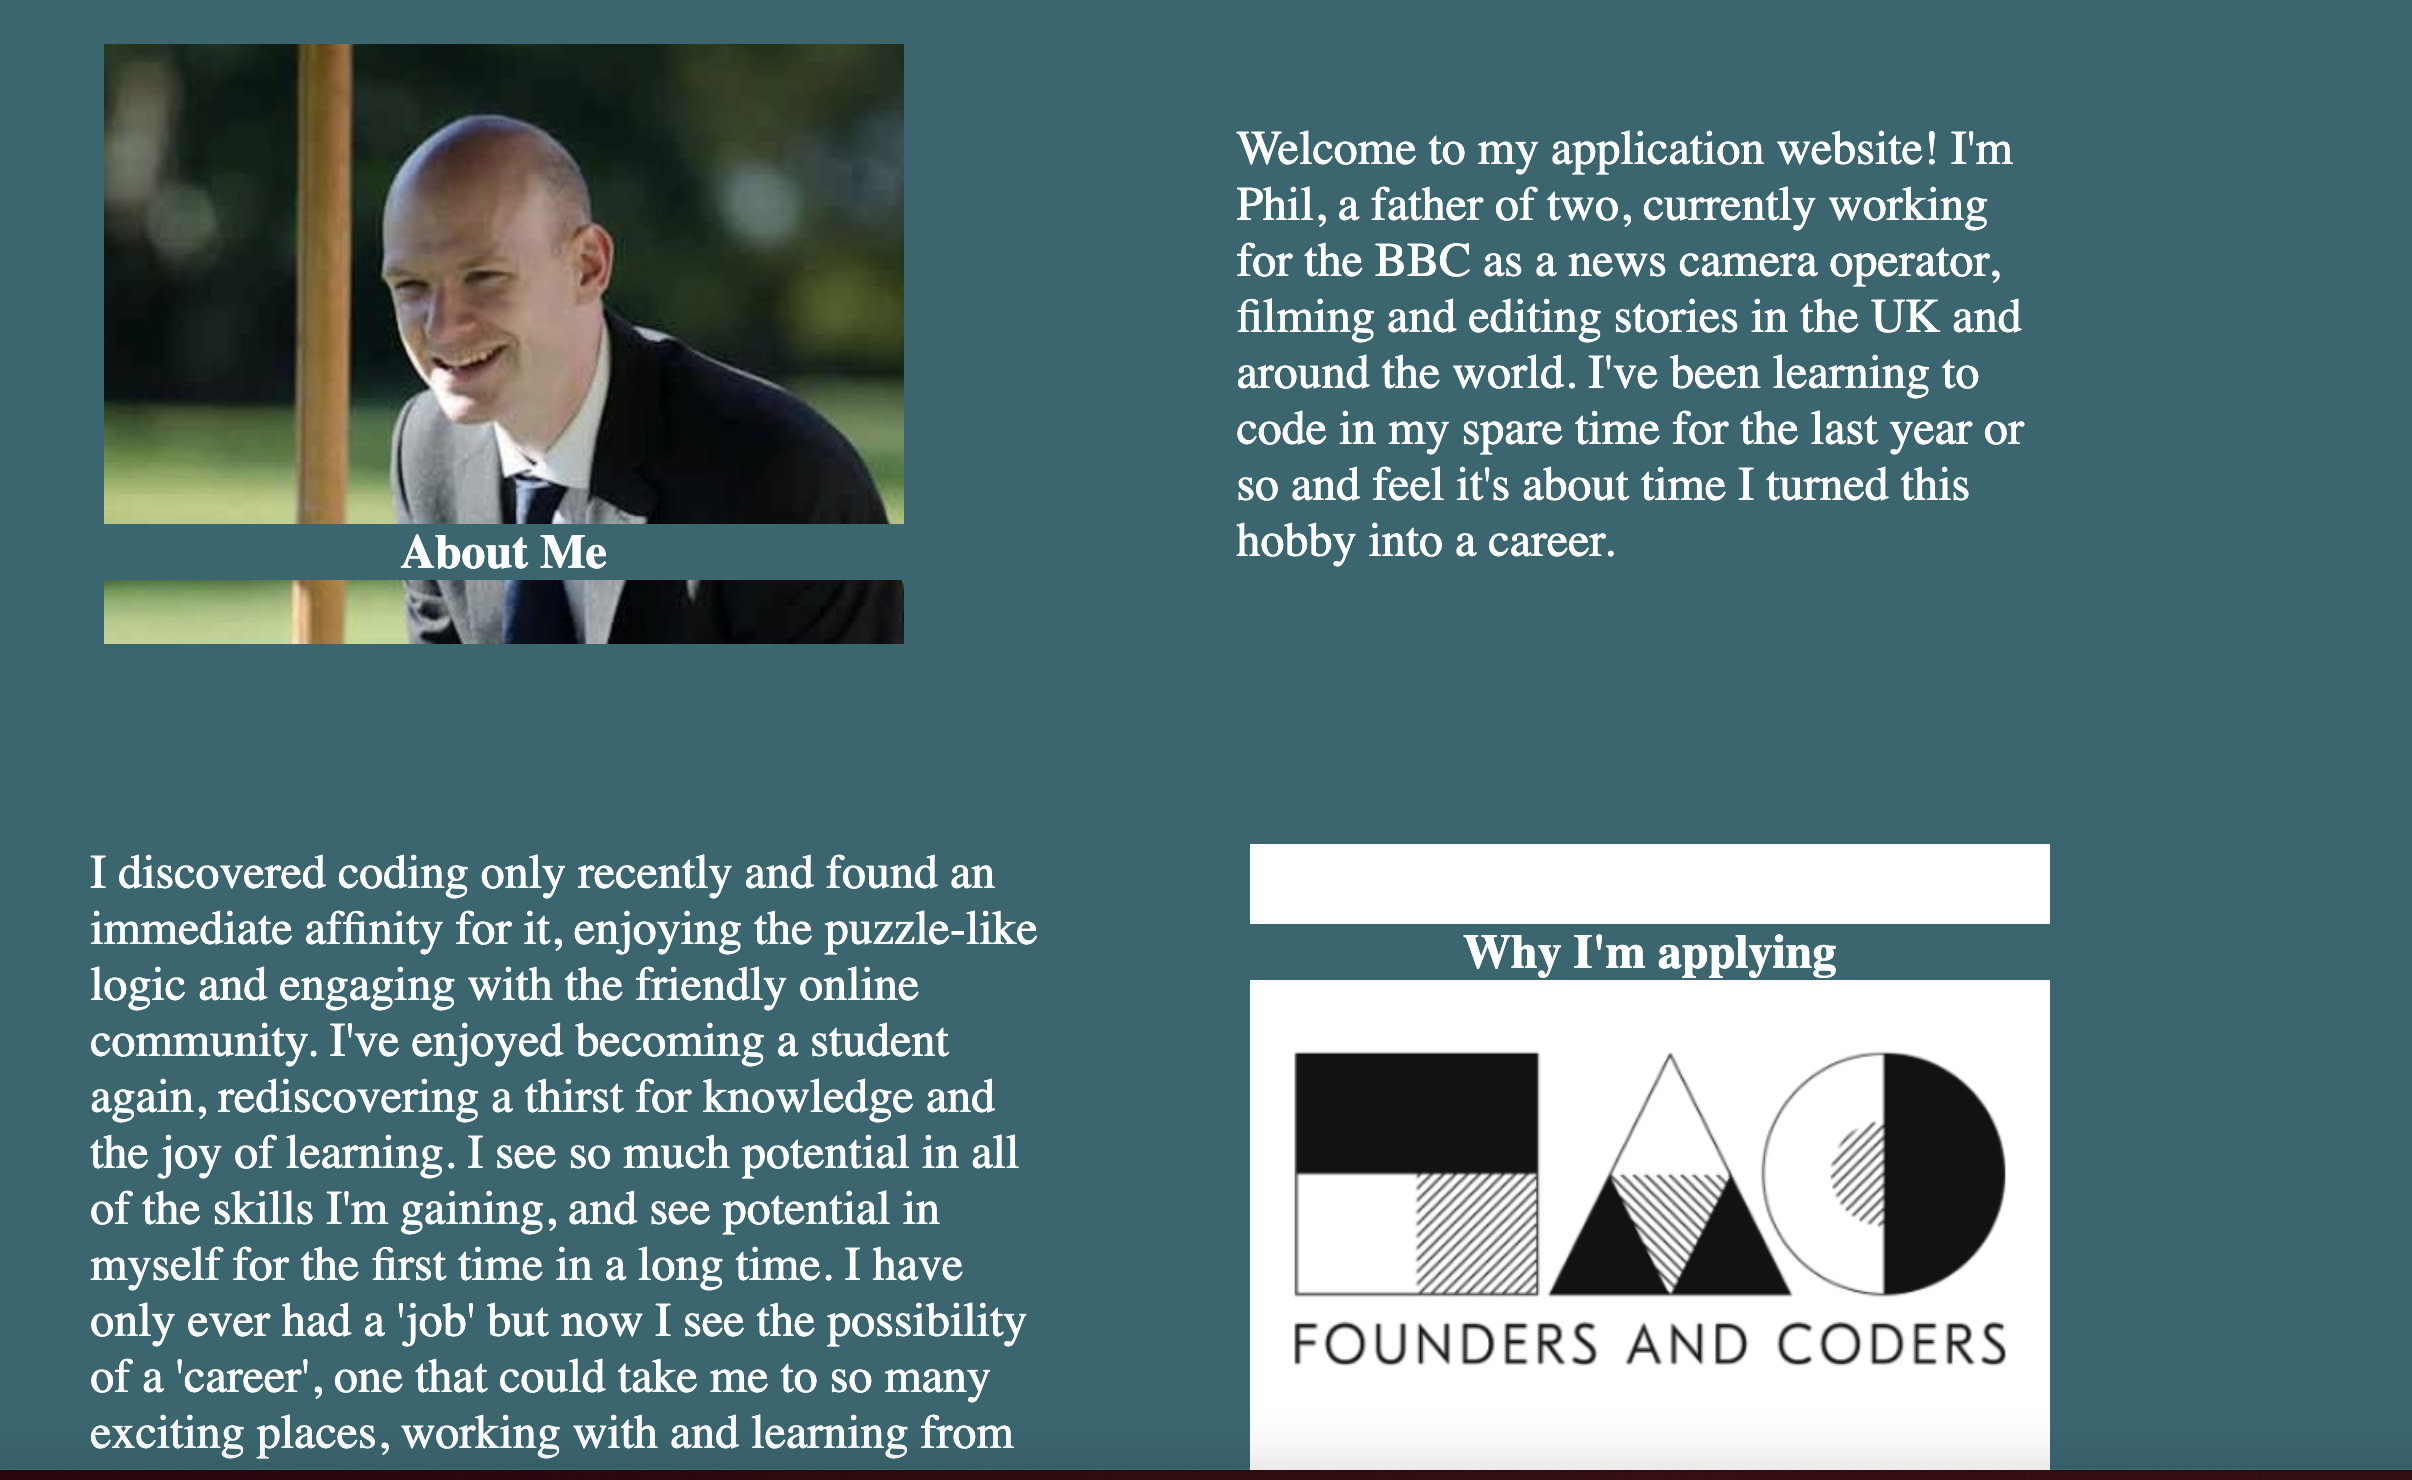 About Me
Welcome to my application website! I'm
Phil, a father of two, currently working
for the BBC as a news camera operator,
filming and editing stories in the UK and
around the world. I've been learning to
code in my spare time for the last year or
so and feel it's about time I turned this
hobby into a career.
I discovered coding only recently and found an
immediate affinity for it, enjoying the puzzle-like
logic and engaging with the friendly online
community. I've enjoyed becoming a student
again, rediscovering a thirst for knowledge and
the joy of learning. I see so much potential in all
of the skills I'm gaining, and see potential in
myself for the first time in a long time. I have
only ever had a 'job' but now I see the possibility
of a 'career', one that could take me to so many
exciting places, working with and learning from
Why I'm applying
FOUNDERS AND CODERS